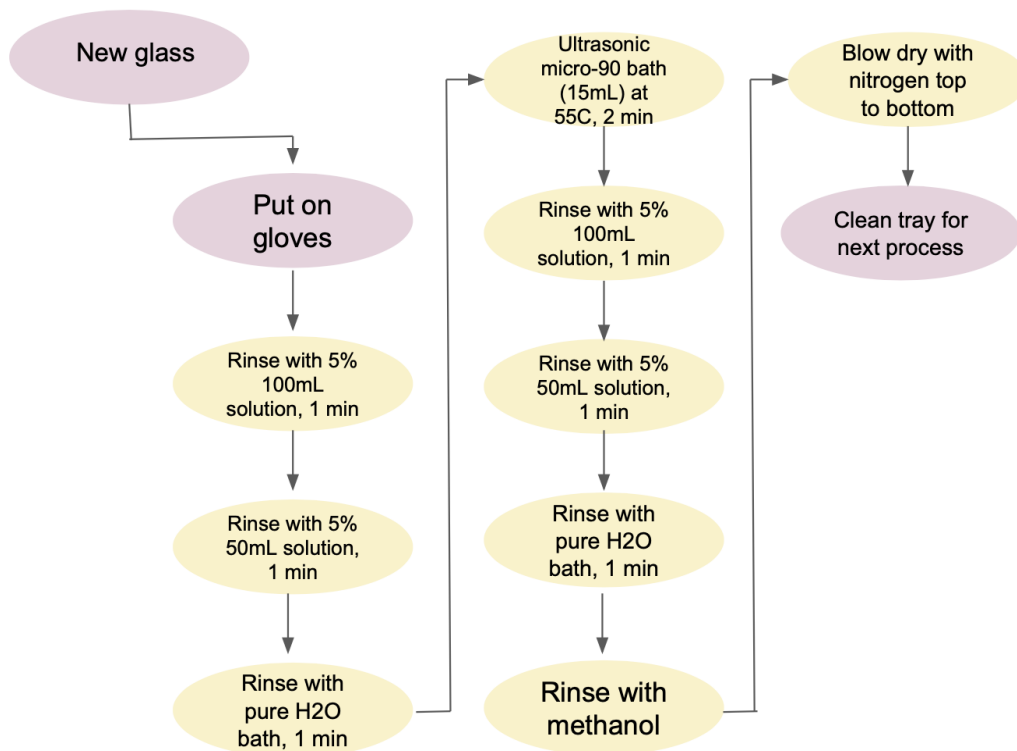 New glass
Put on
gloves
Rinse with 5%
100mL
solution, 1 min
Rinse with 5%
50mL solution,
1 min
Rinse with
pure H2O
bath, 1 min
Ultrasonic
micro-90 bath
(15mL) at
55C, 2 min
Rinse with 5%
100mL
solution, 1 min
Rinse with 5%
50mL solution,
1 min
Rinse with
pure H2O
bath, 1 min
Rinse with
methanol
Blow dry with
nitrogen top
to bottom
Clean tray for
next process